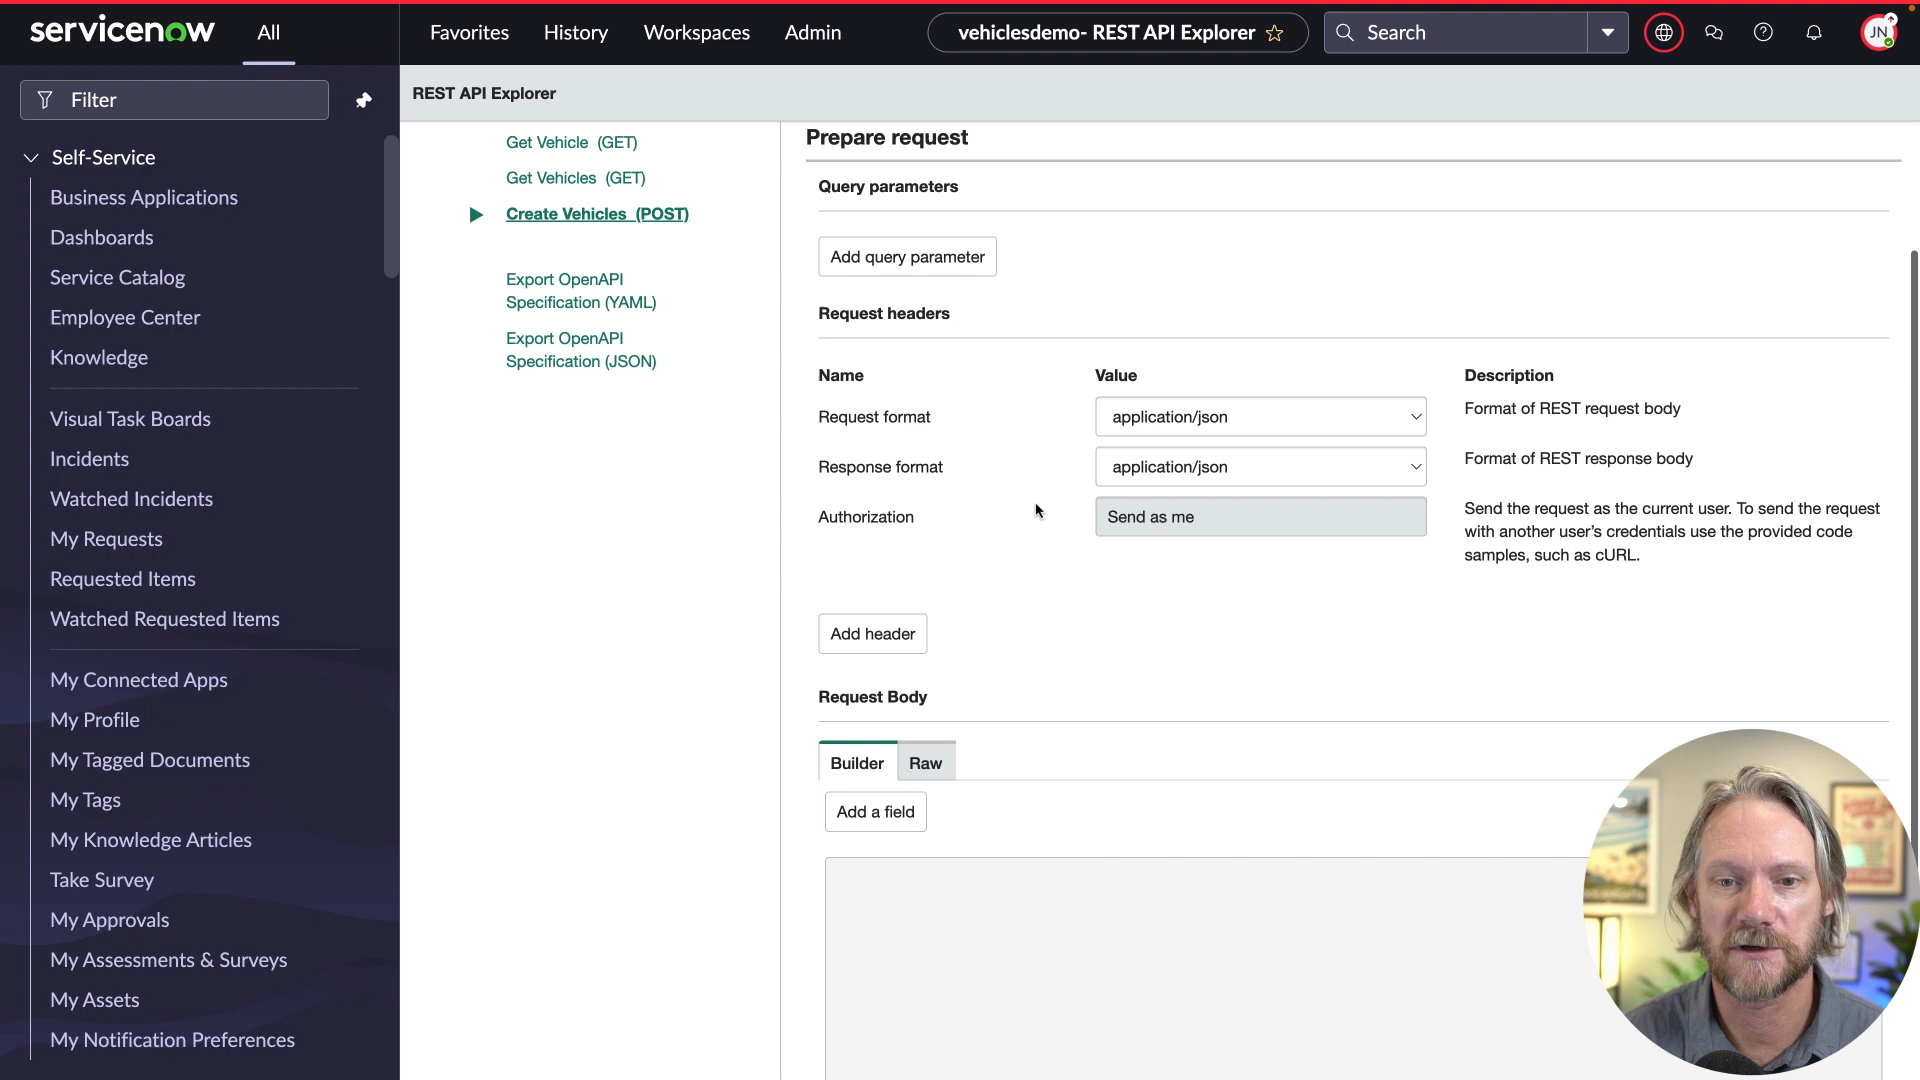 servicenow
All
Favorites
History
Workspaces
Admin
vehiclesdemo- REST API Explorer
Search
JN
Filter
Self-Service
Business Applications
Dashboards
Service Catalog
Employee Center
Knowledge
Visual Task Boards
Incidents
Watched Incidents
My Requests
Requested Items
Watched Requested Items
My Connected Apps
My Profile
My Tagged Documents
My Tags
My Knowledge Articles
Take Survey
My Approvals
My Assessments & Surveys
My Assets
My Notification Preferences
REST API Explorer
Get Vehicle (GET)
Get Vehicles (GET)
Create Vehicles (POST)
Export OpenAPI
Specification (YAML)
Export OpenAPI
Specification (JSON)
Prepare request
Query parameters
Add query parameter
Request headers
Name Value Description
Request format application/json Format of REST request body
Response format application/json Format of REST response body
Authorization Send as me Send the request as the current user. To send the request
with another user's credentials use the provided code
samples, such as cURL.
Add header
Request Body
Builder Raw
Add a field